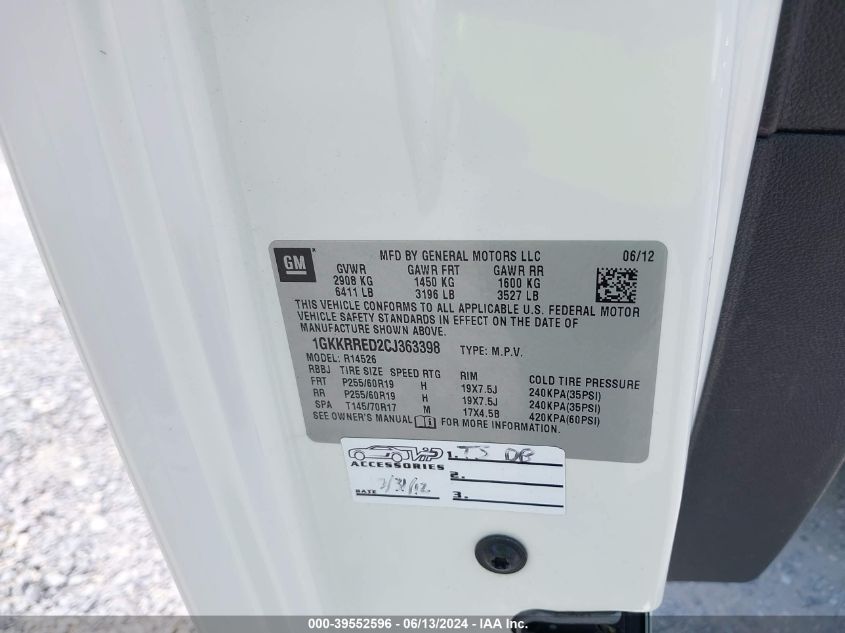 GM
MFD BY GENERAL MOTORS LLC 06/12
GVWR GAWR FRT GAWR RR
2908 KG 1450 KG 1600 KG
6411 LB 3196 LB 3527 LB
THIS VEHICLE CONFORMS TO ALL APPLICABLE U.S. FEDERAL MOTOR
VEHICLE SAFETY STANDARDS IN EFFECT ON THE DATE OF
MANUFACTURE SHOWN ABOVE.
1GKKRRED2CJ363398 TYPE: M.P.V.
MODEL: R14526
RBBJ TIRE SIZE SPEED RTG RIM COLD TIRE PRESSURE
FRT P255/60R19 H 19X7.5J 240KPA(35PSI)
RR P255/60R19 H 19X7.5J 240KPA(35PSI)
SPA T145/70R17 M 17X4.5B 420KPA(60PSI)
SEE OWNER'S MANUAL FOR MORE INFORMATION.
VIP
ACCESSORIES
1. TS DB
2.
3.
DATE
000-39552596 - 06/13/2024 - IAA Inc.